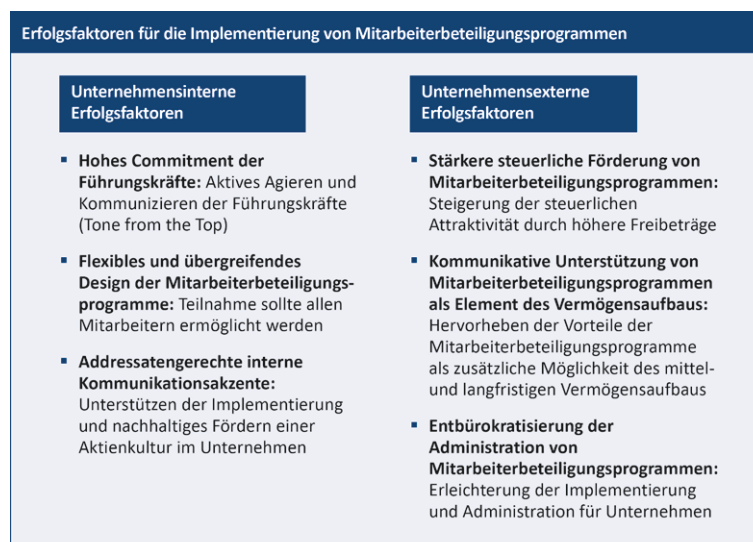 Erfolgsfaktoren für die Implementierung von Mitarbeiterbeteiligungsprogrammen
Unternehmensinterne
Erfolgsfaktoren
▪ Hohes Commitment der
Führungskräfte: Aktives Agieren und
Kommunizieren der Führungskräfte
(Tone from the Top)
▪ Flexibles und übergreifendes
Design der Mitarbeiterbeteiligungs-
programme: Teilnahme sollte allen
Mitarbeitern ermöglicht werden
▪ Addressatengerechte interne
Kommunikationsakzente:
Unterstützen der Implementierung
und nachhaltiges Fördern einer
Aktienkultur im Unternehmen
Unternehmensexterne
Erfolgsfaktoren
▪ Stärkere steuerliche Förderung von
Mitarbeiterbeteiligungsprogrammen:
Steigerung der steuerlichen
Attraktivität durch höhere Freibeträge
▪ Kommunikative Unterstützung von
Mitarbeiterbeteiligungsprogrammen
als Element des Vermögensaufbaus:
Hervorheben der Vorteile der
Mitarbeiterbeteiligungsprogramme
als zusätzliche Möglichkeit des mittel-
und langfristigen Vermögensaufbaus
▪ Entbürokratisierung der
Administration von
Mitarbeiterbeteiligungsprogrammen:
Erleichterung der Implementierung
und Administration für Unternehmen